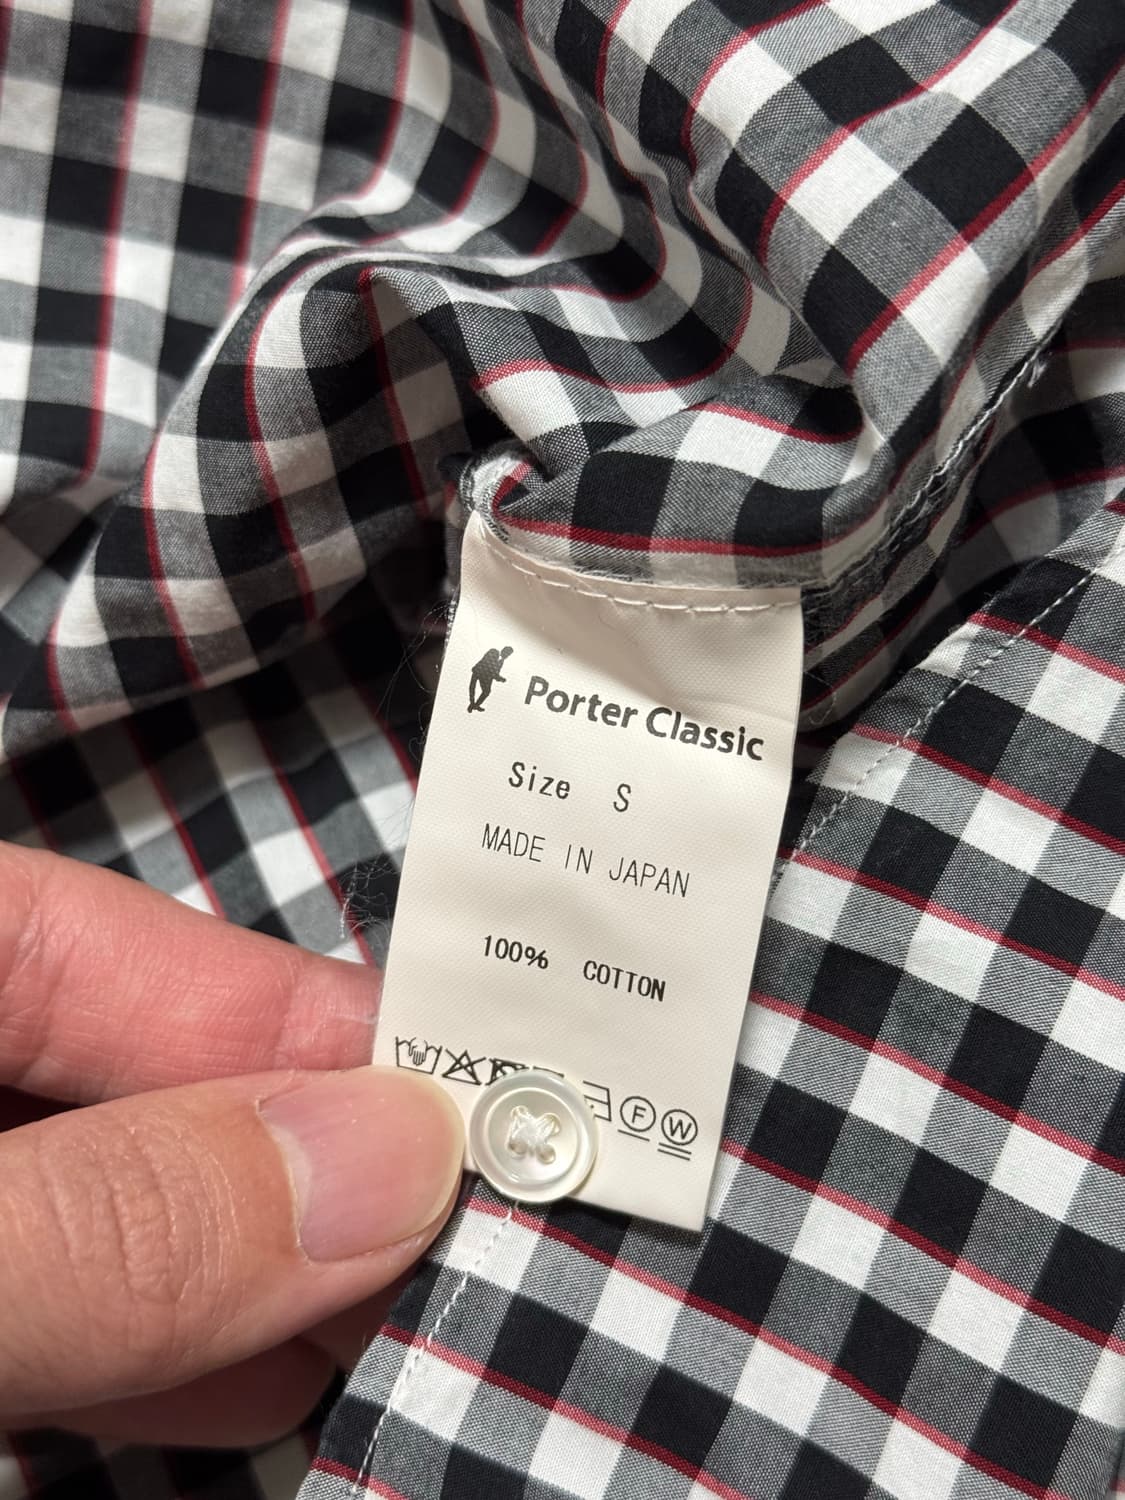 Porter Classic
Size S
MADE IN JAPAN
100% COTTON
F W